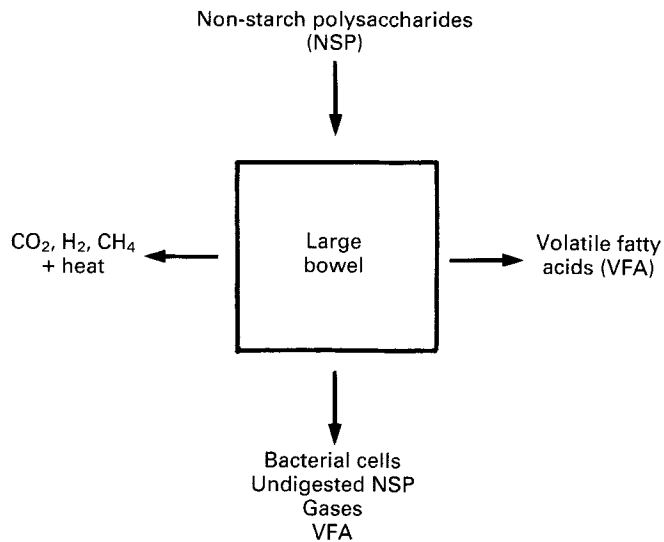 Non-starch polysaccharides
(NSP)
CO₂, H₂, CH₄
+ heat
Large
bowel
Volatile fatty
acids (VFA)
Bacterial cells
Undigested NSP
Gases
VFA